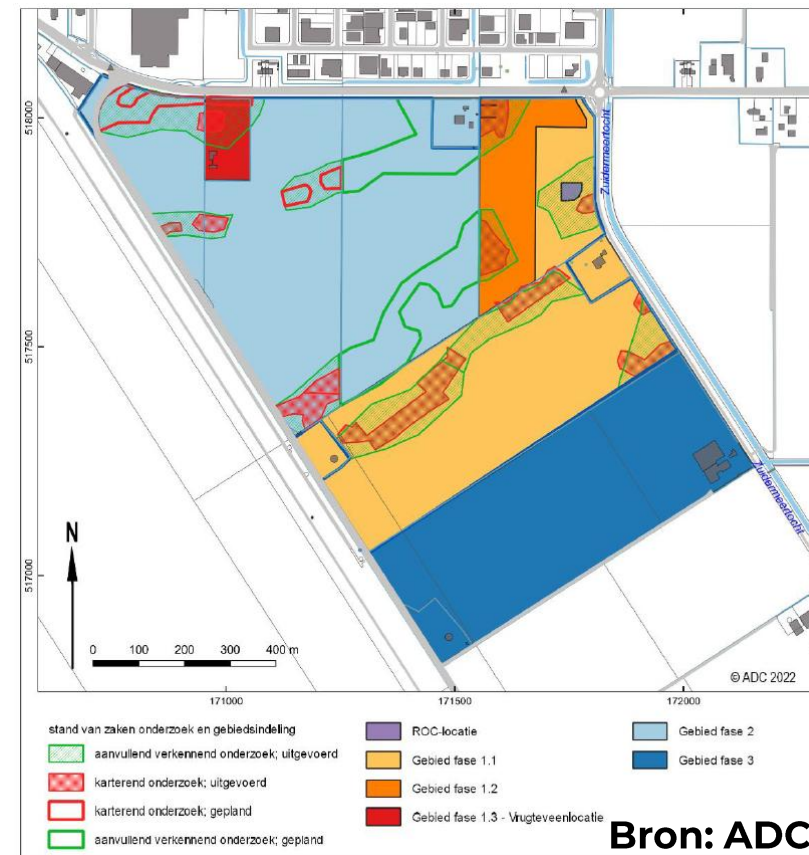 518000
517500
517000
Zuidermeertocht
Zuidermeertocht
N
0 100 200 300 400 m
© ADC 2022
171000 171500 172000
stand van zaken onderzoek en gebiedsindeling
aanvullend verkennend onderzoek; uitgevoerd
karterend onderzoek; uitgevoerd
karterend onderzoek; gepland
aanvullend verkennend onderzoek; gepland
ROC-locatie
Gebied fase 1.1
Gebied fase 1.2
Gebied fase 1.3 - Vrugteveenlocatie
Gebied fase 2
Gebied fase 3
Bron: ADC